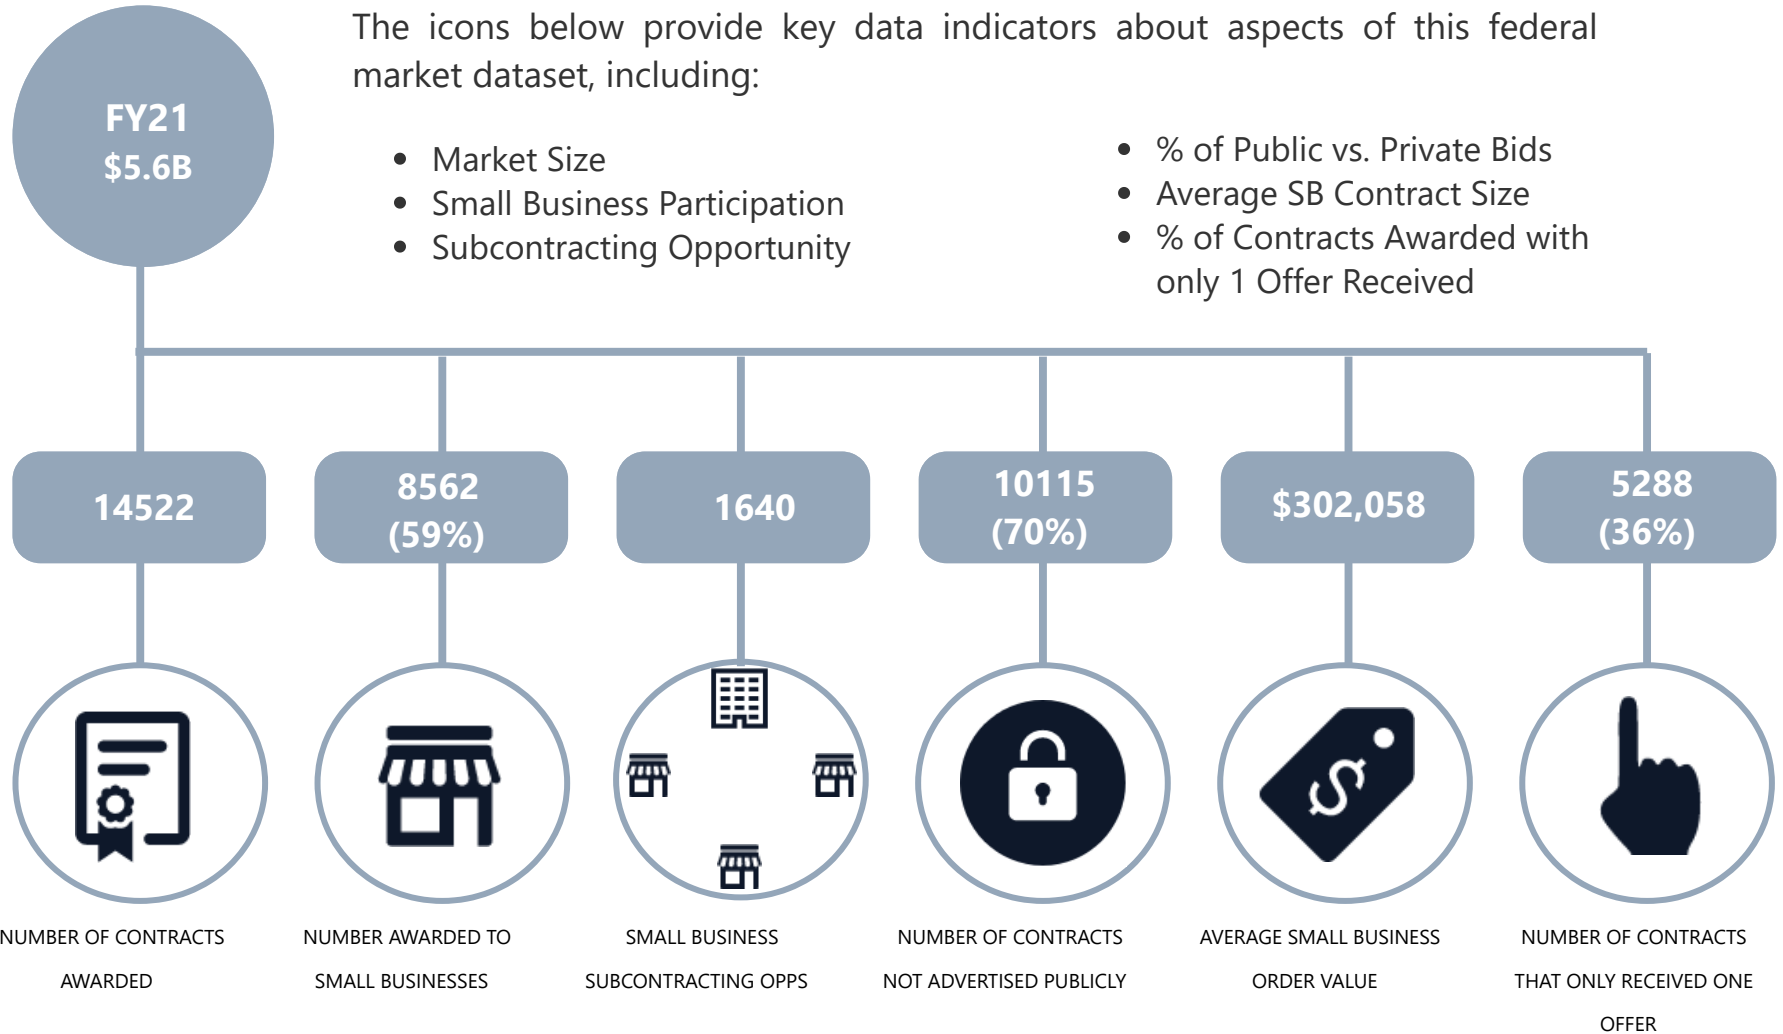 FY21
$5.6B
The icons below provide key data indicators about aspects of this federal
market dataset, including:
• Market Size
• Small Business Participation
• Subcontracting Opportunity
• % of Public vs. Private Bids
• Average SB Contract Size
• % of Contracts Awarded with
only 1 Offer Received
14522
8562
(59%)
1640
10115
(70%)
$302,058
5288
(36%)
NUMBER OF CONTRACTS
AWARDED
NUMBER AWARDED TO
SMALL BUSINESSES
SMALL BUSINESS
SUBCONTRACTING OPPS
NUMBER OF CONTRACTS
NOT ADVERTISED PUBLICLY
AVERAGE SMALL BUSINESS
ORDER VALUE
NUMBER OF CONTRACTS
THAT ONLY RECEIVED ONE
OFFER